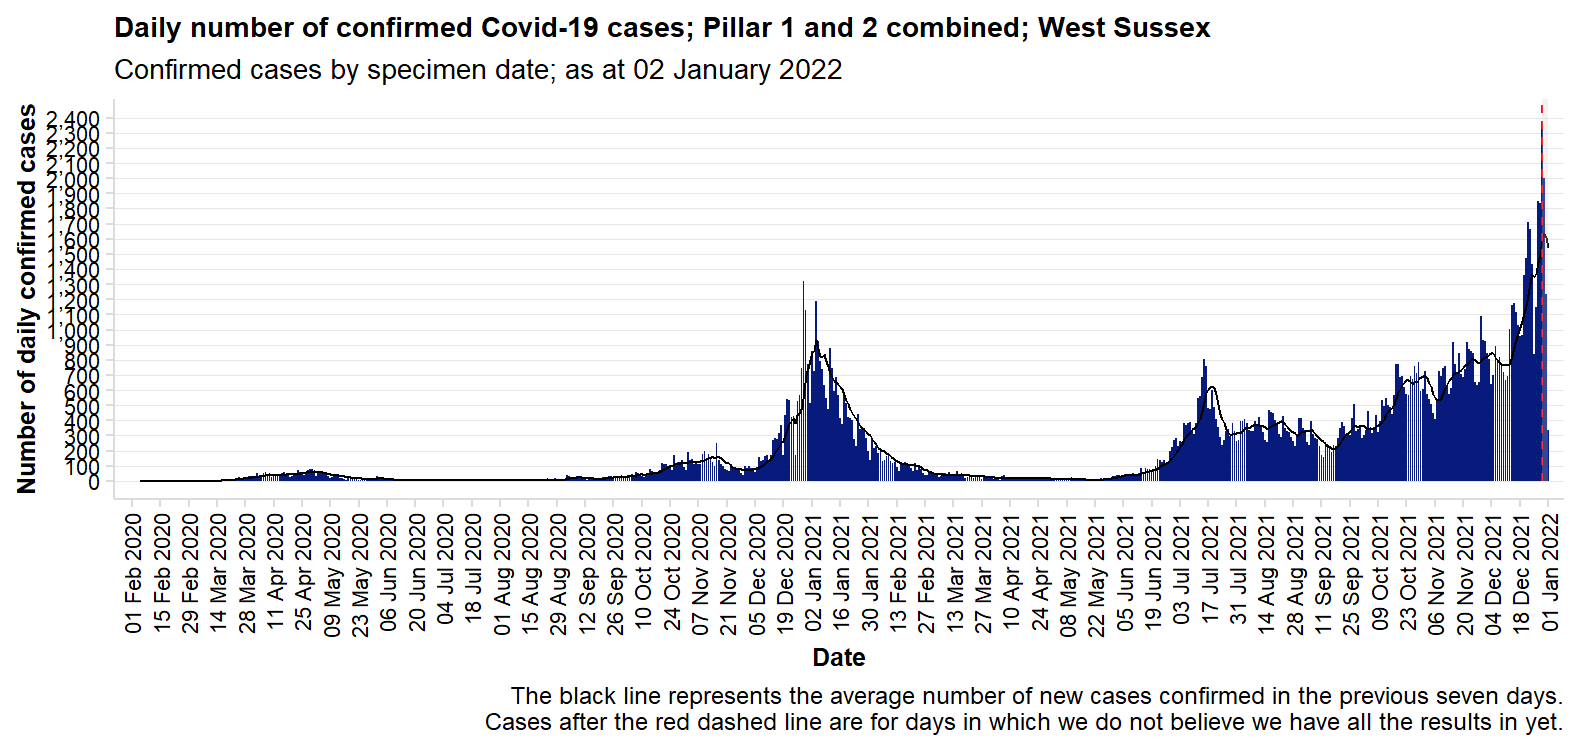 Daily number of confirmed Covid-19 cases; Pillar 1 and 2 combined; West Sussex
Confirmed cases by specimen date; as at 02 January 2022
Number of daily confirmed cases
2,400
2,300
2,200
2,100
2,000
1,900
1,800
1,700
1,600
1,500
1,400
1,300
1,200
1,100
1,000
900
800
700
600
500
400
300
200
100
0
01 Feb 2020
15 Feb 2020
29 Feb 2020
14 Mar 2020
28 Mar 2020
11 Apr 2020
25 Apr 2020
09 May 2020
23 May 2020
06 Jun 2020
20 Jun 2020
04 Jul 2020
18 Jul 2020
01 Aug 2020
15 Aug 2020
29 Aug 2020
12 Sep 2020
26 Sep 2020
10 Oct 2020
24 Oct 2020
07 Nov 2020
21 Nov 2020
05 Dec 2020
19 Dec 2020
02 Jan 2021
16 Jan 2021
30 Jan 2021
13 Feb 2021
27 Feb 2021
13 Mar 2021
27 Mar 2021
10 Apr 2021
24 Apr 2021
08 May 2021
22 May 2021
05 Jun 2021
19 Jun 2021
03 Jul 2021
17 Jul 2021
31 Jul 2021
14 Aug 2021
28 Aug 2021
11 Sep 2021
25 Sep 2021
09 Oct 2021
23 Oct 2021
06 Nov 2021
20 Nov 2021
04 Dec 2021
18 Dec 2021
01 Jan 2022
Date
The black line represents the average number of new cases confirmed in the previous seven days.
Cases after the red dashed line are for days in which we do not believe we have all the results in yet.